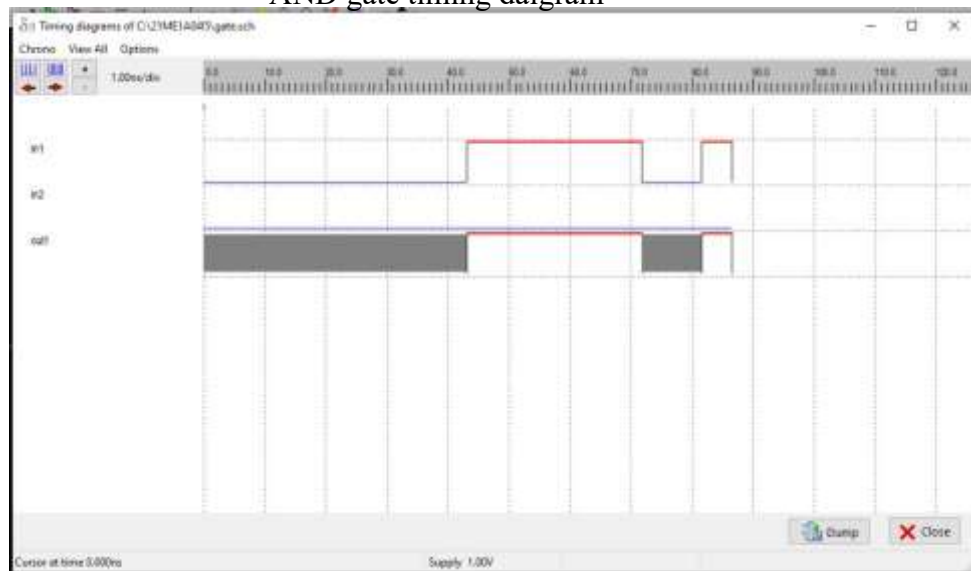 AND gate timing daigram
Timing diagrams of C:\21MEIA045\gate.sch
Chrono View All Options
1.00ns/div
0.0 10.0 20.0 30.0 40.0 50.0 60.0 70.0 80.0 90.0 100.0 110.0 120.0
in1
in2
out1
Dump Close
Cursor at time 0.000ns Supply 1.00V